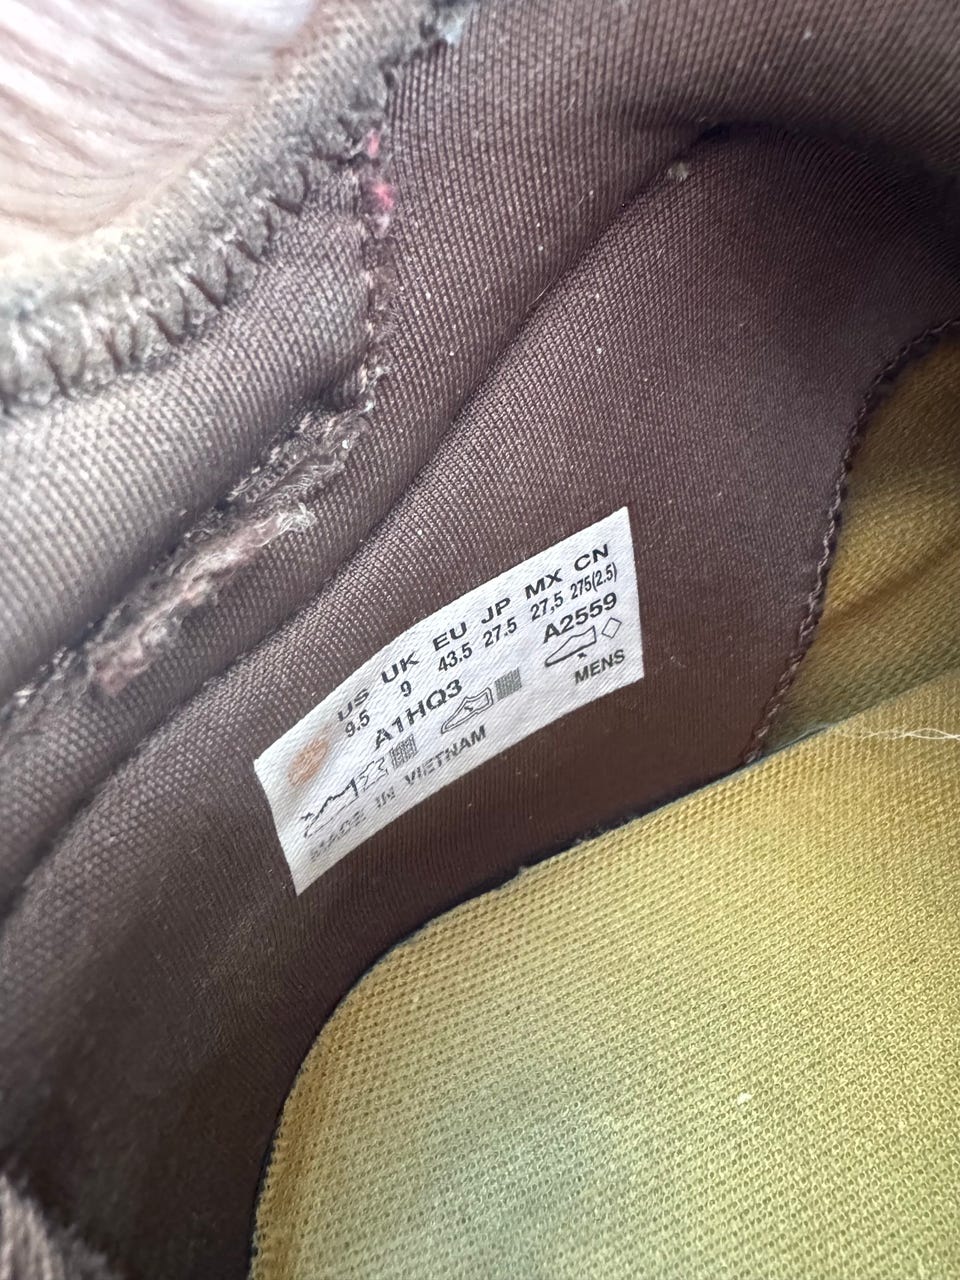 US UK EU JP MX CN
9.5 9 43.5 27.5 27,5 275(2.5)
A1HQ3 A2559
MENS
MADE IN VIETNAM